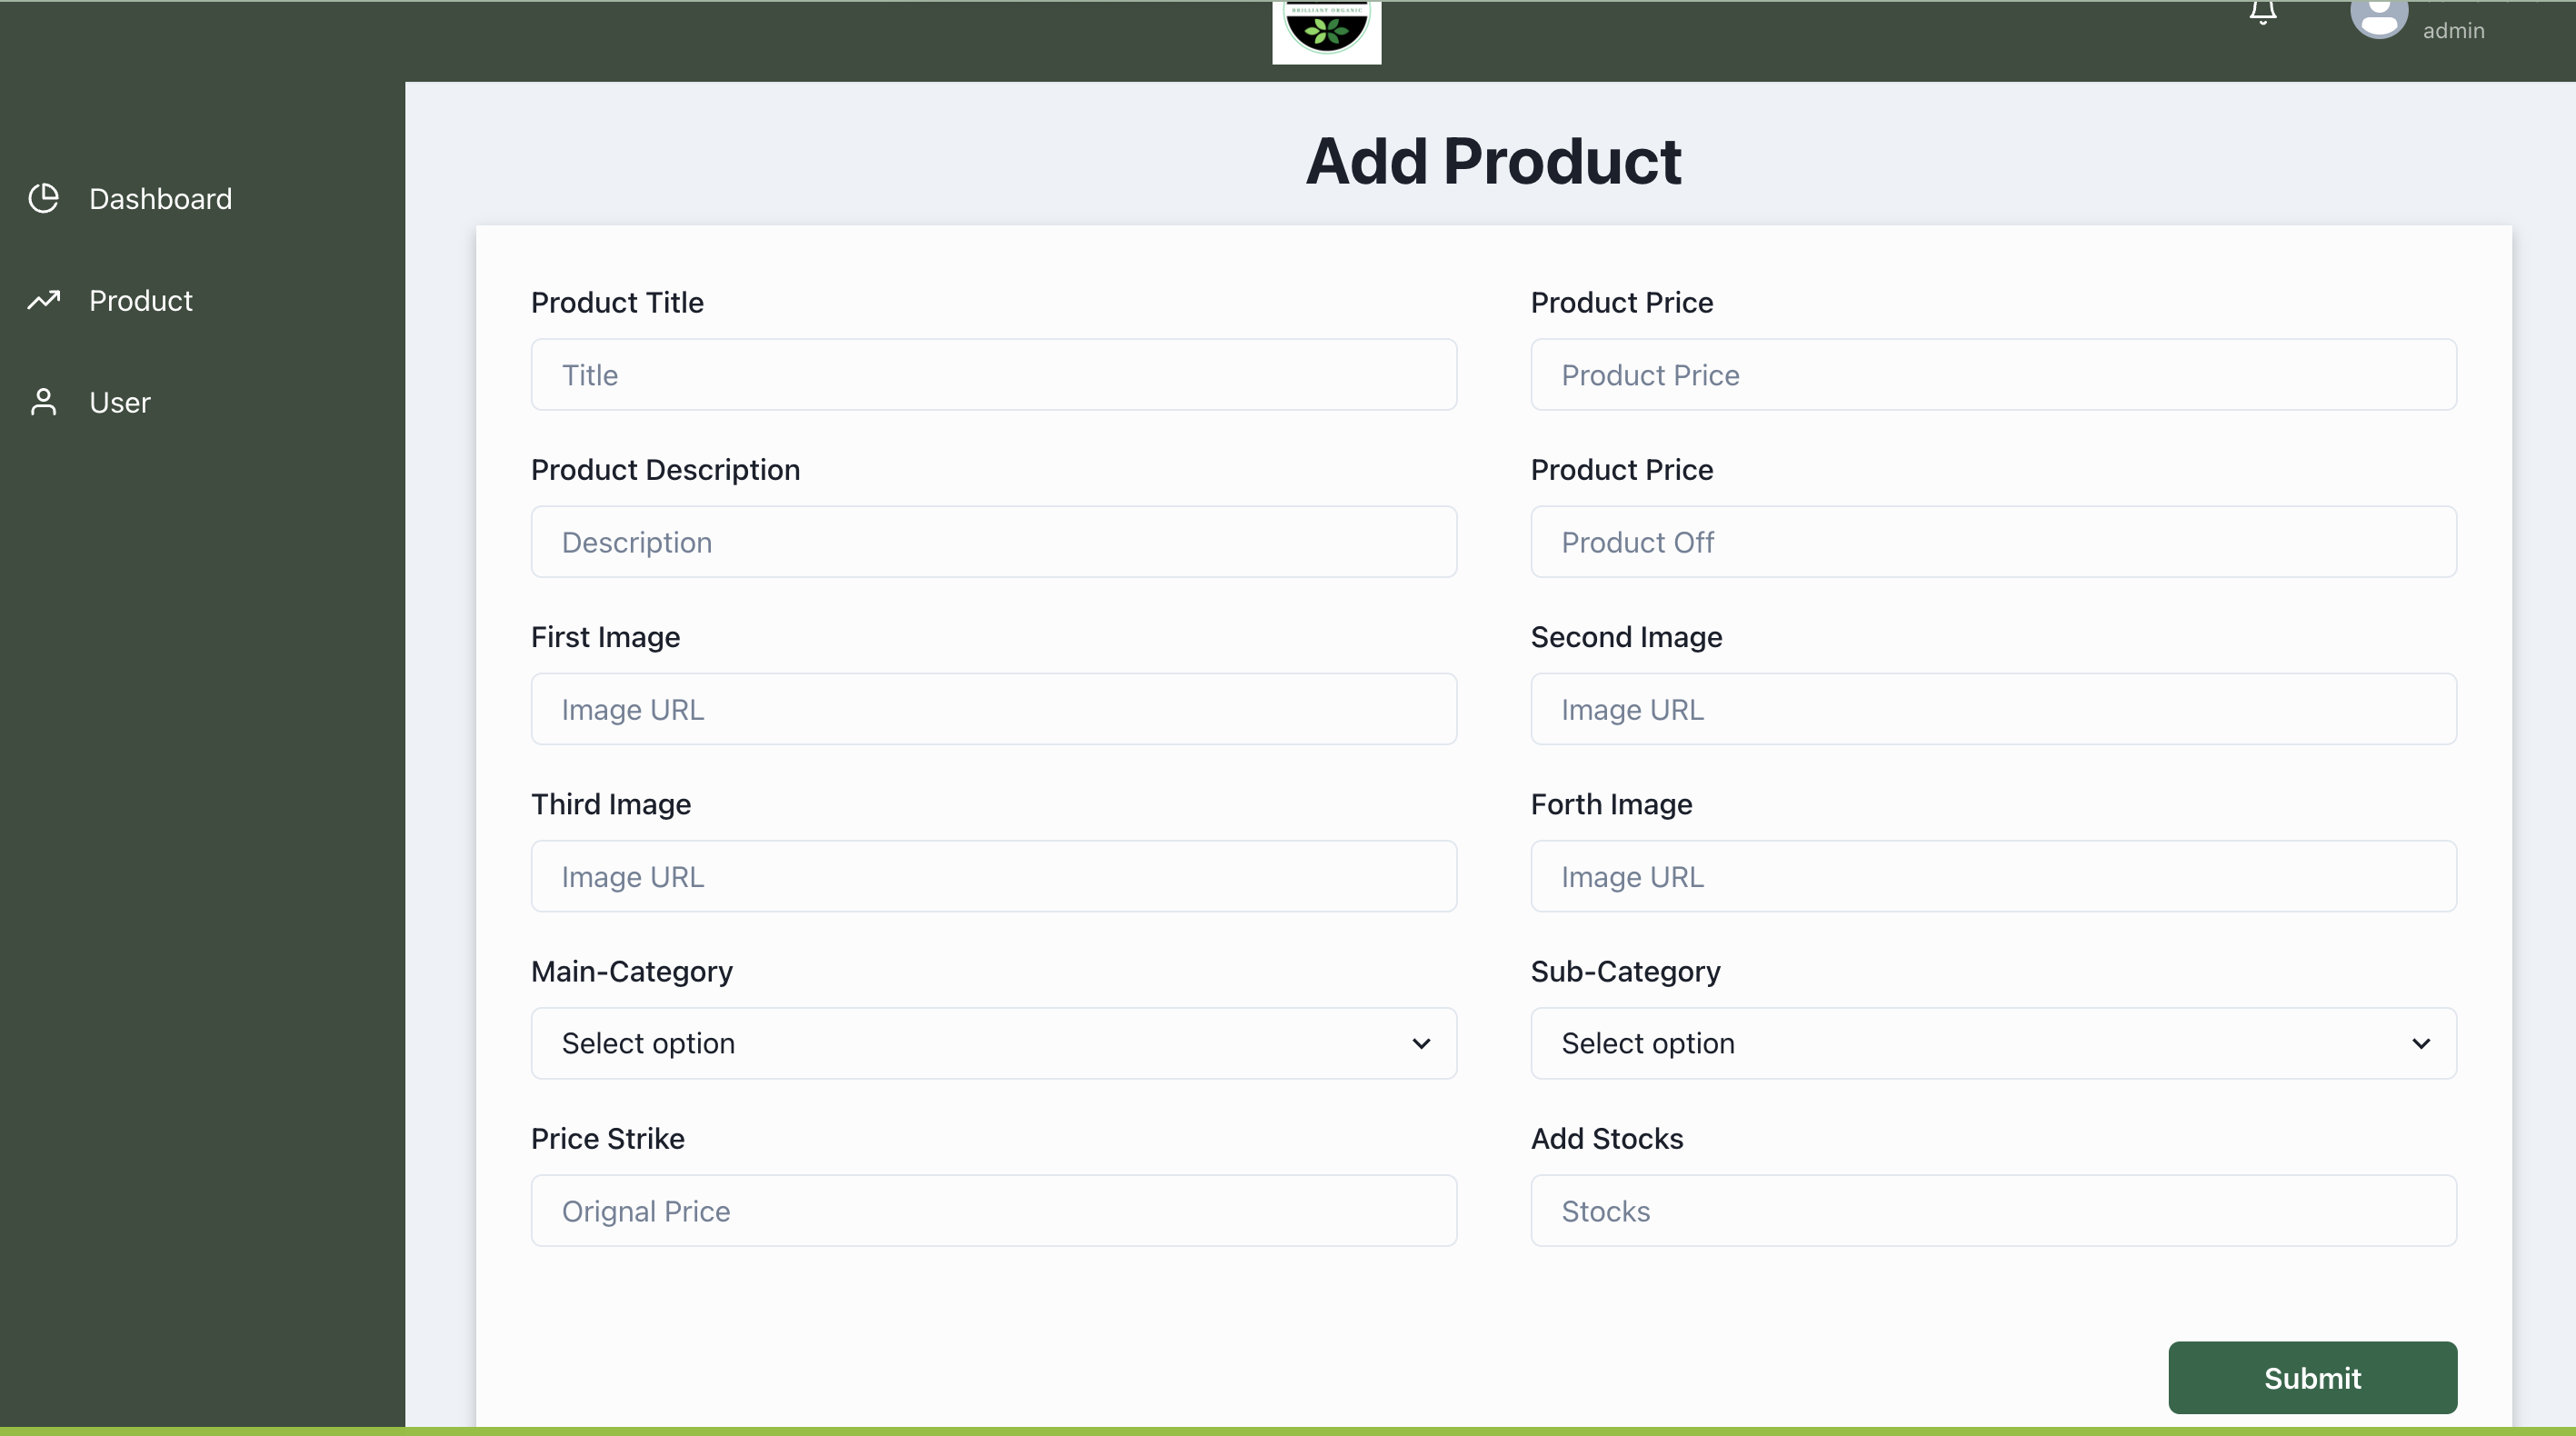 BRILLIANT ORGANIC
admin
Dashboard
Product
User
Add Product
Product Title
Product Price
Title
Product Price
Product Description
Product Price
Description
Product Off
First Image
Second Image
Image URL
Image URL
Third Image
Forth Image
Image URL
Image URL
Main-Category
Sub-Category
Select option
Select option
Price Strike
Add Stocks
Orignal Price
Stocks
Submit